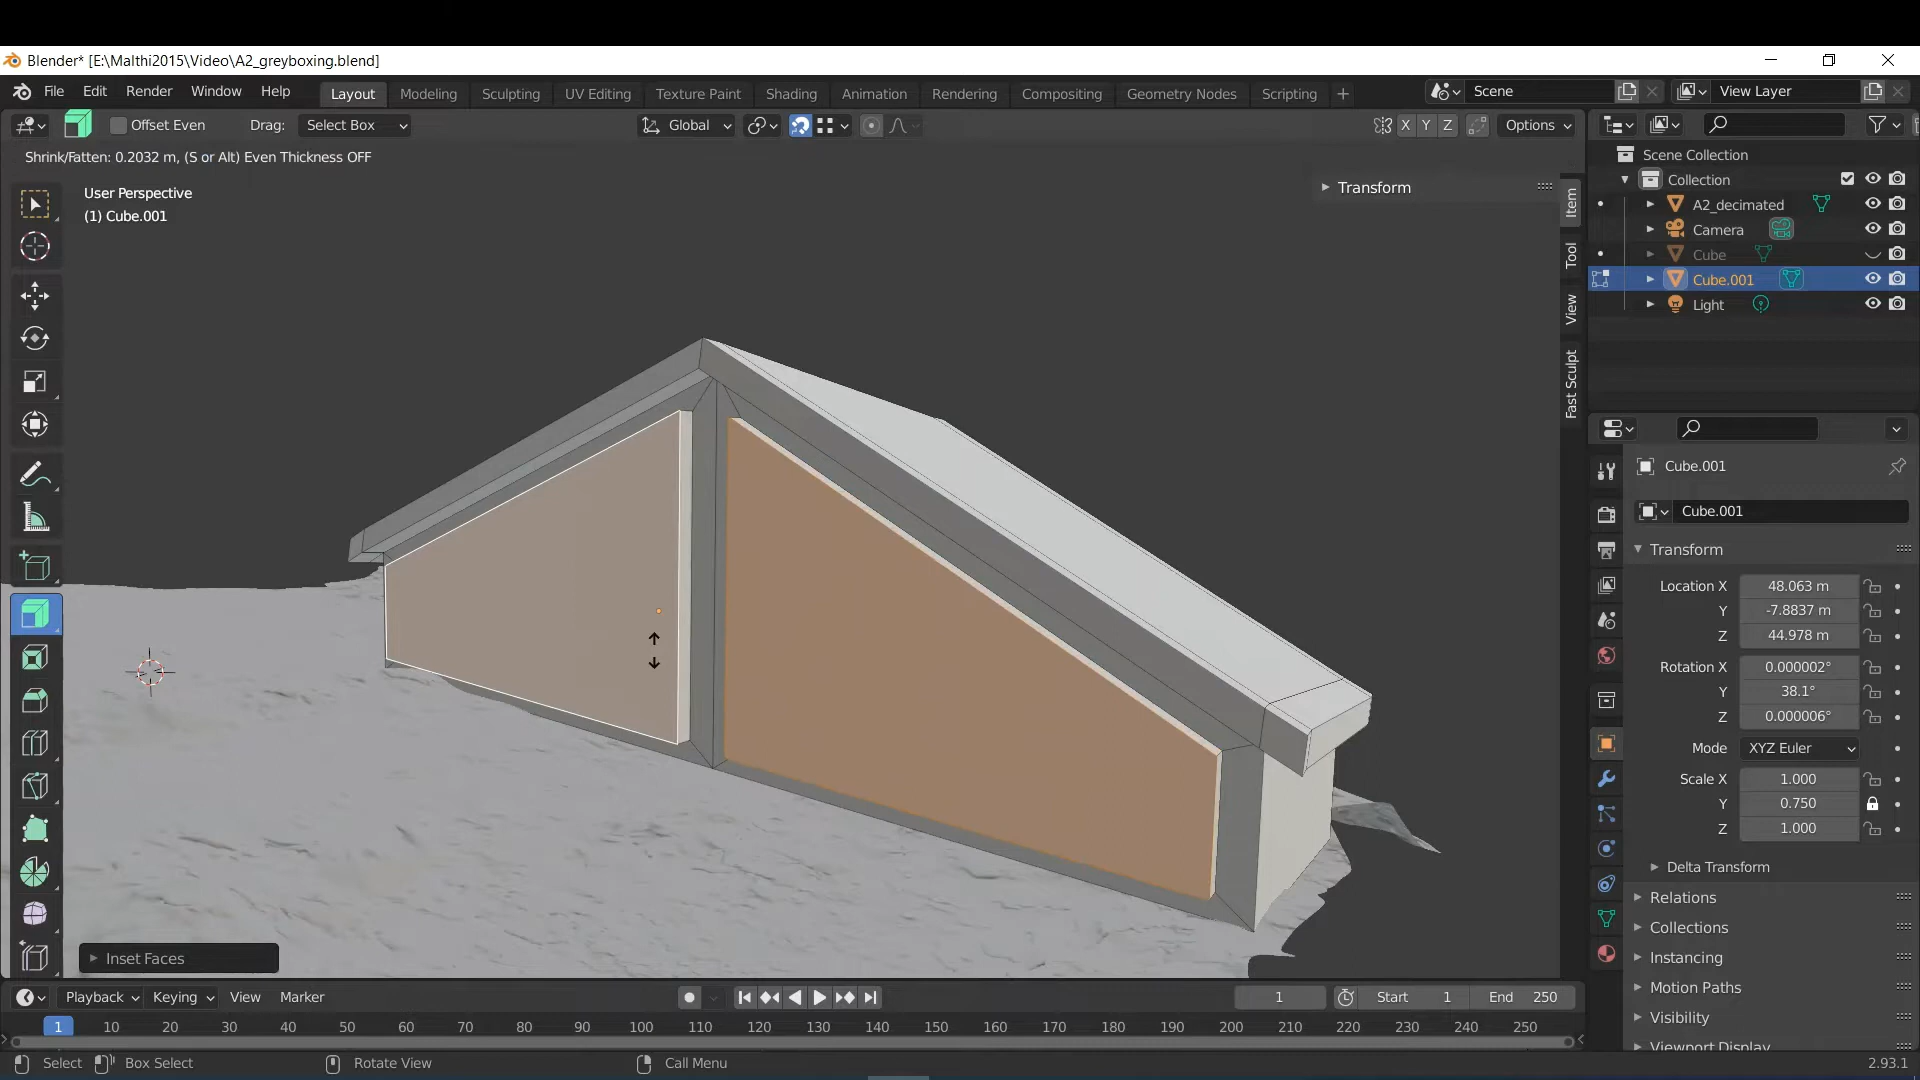 Blender* [E:\Malthi2015\Video\A2_greyboxing.blend]
File Edit Render Window Help Layout Modeling Sculpting UV Editing Texture Paint Shading Animation Rendering Compositing Geometry Nodes Scripting + Scene View Layer
Offset Even Drag: Select Box Global X Y Z Options
Shrink/Fatten: 0.2032 m, (S or Alt) Even Thickness OFF
User Perspective
(1) Cube.001
Transform
Item
Tool
View
Fast Sculpt
Inset Faces
Scene Collection
Collection
A2_decimated
Camera
Cube
Cube.001
Light
Cube.001
Cube.001
Transform
Location X 48.063 m
Y -7.8837 m
Z 44.978 m
Rotation X 0.000002°
Y 38.1°
Z 0.000006°
Mode XYZ Euler
Scale X 1.000
Y 0.750
Z 1.000
Delta Transform
Relations
Collections
Instancing
Motion Paths
Visibility
Viewport Display
Playback Keying View Marker 1 Start 1 End 250
1 10 20 30 40 50 60 70 80 90 100 110 120 130 140 150 160 170 180 190 200 210 220 230 240 250
Select Box Select Rotate View Call Menu 2.93.1